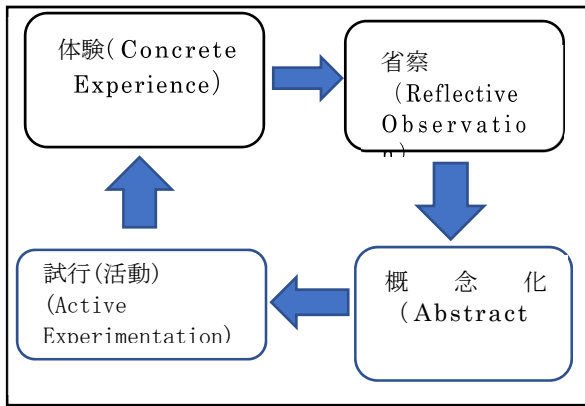 体験(Concrete
Experience)
省察
（Reflective
Observatio
n)
概念化
（Abstract
試行(活動)
(Active
Experimentation)